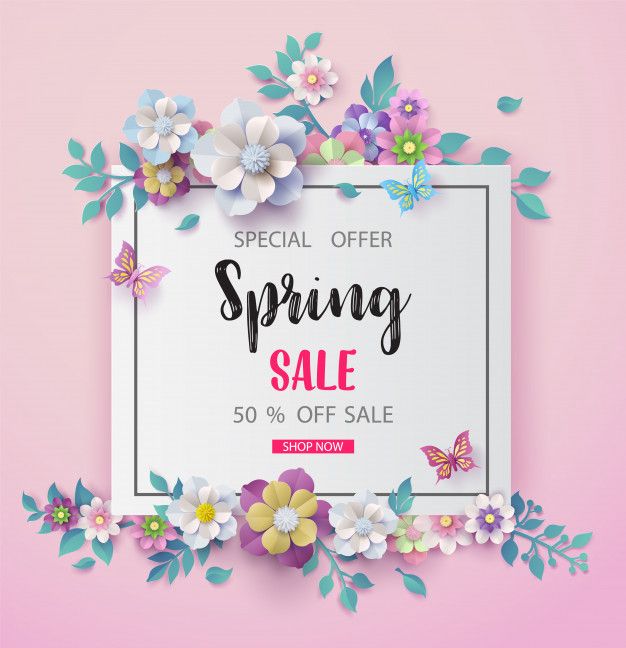 SPECIAL OFFER
Spring
SALE
50 % OFF SALE
SHOP NOW